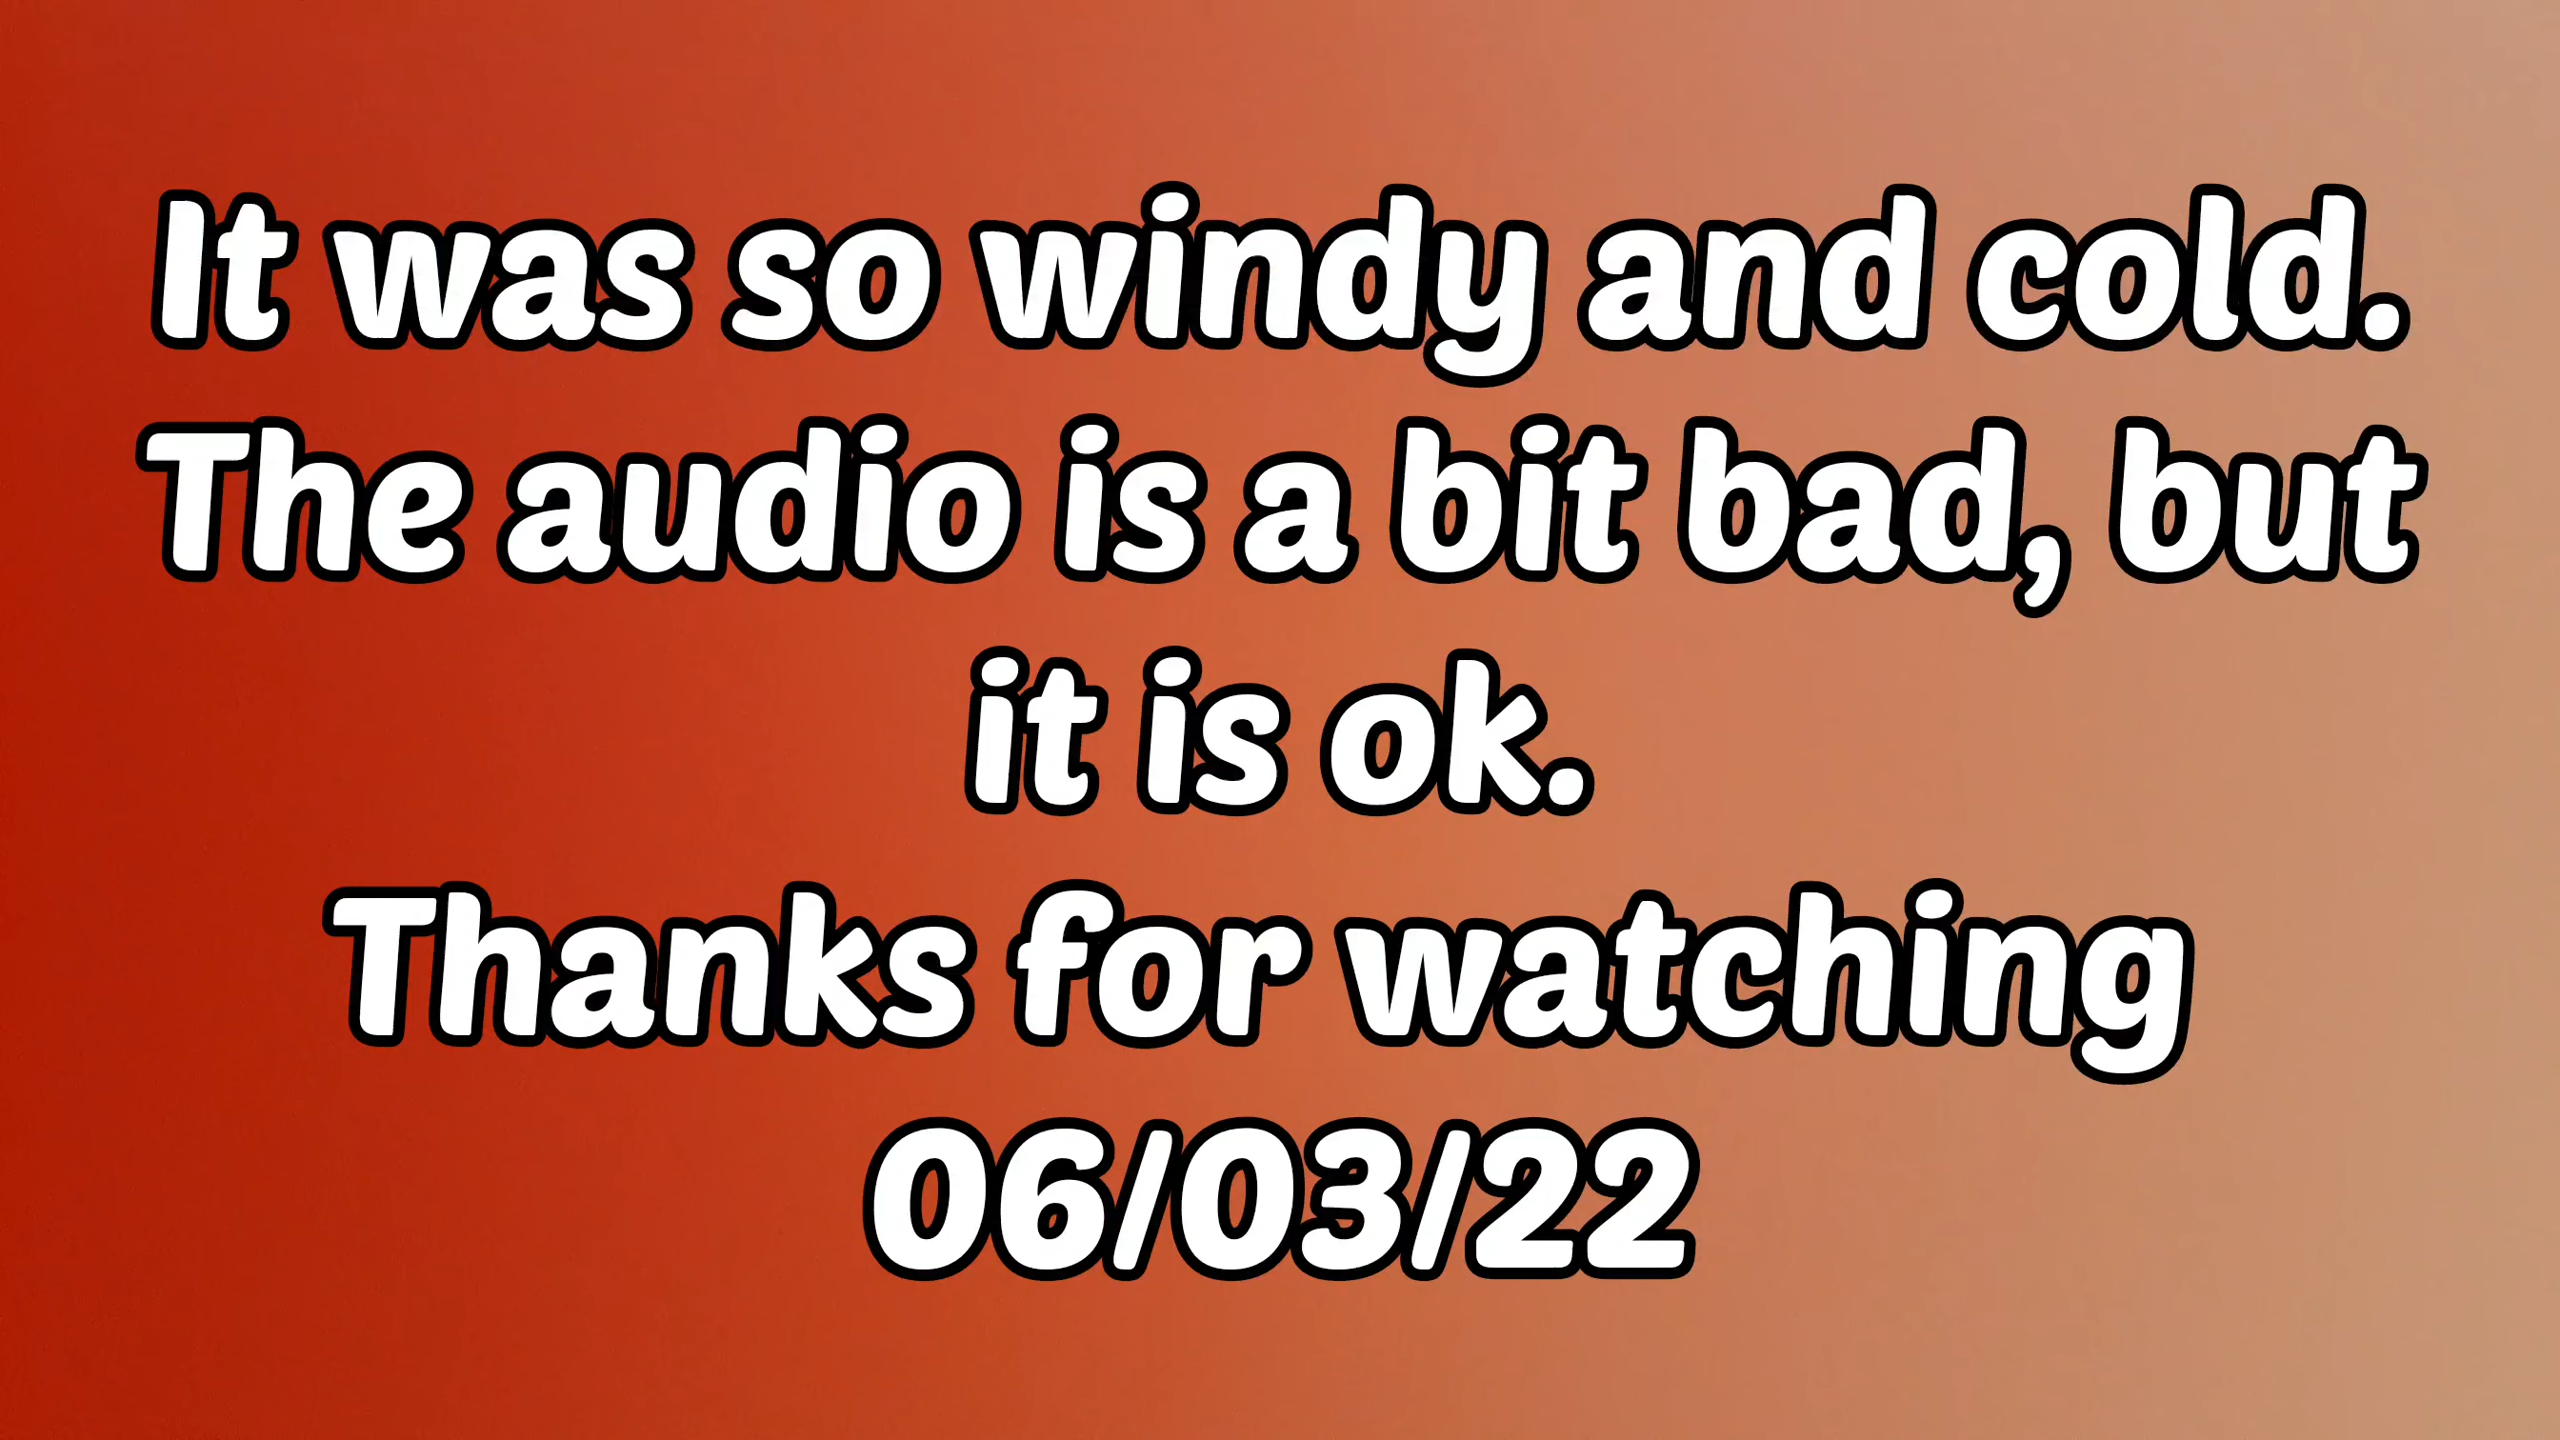 It was so windy and cold.
The audio is a bit bad, but
it is ok.
Thanks for watching
06/03/22